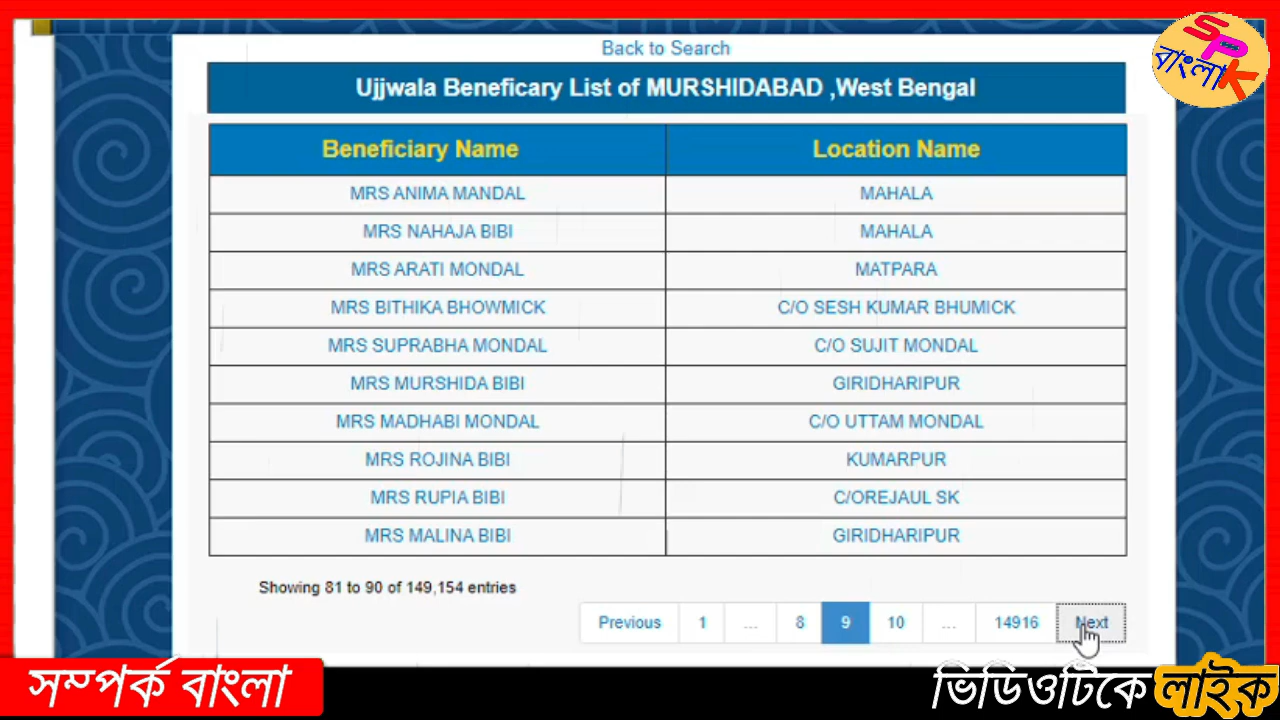 Back to Search
SPK
বাংলা
Ujjwala Beneficary List of MURSHIDABAD ,West Bengal
Beneficiary Name Location Name
MRS ANIMA MANDAL MAHALA
MRS NAHAJA BIBI MAHALA
MRS ARATI MONDAL MATPARA
MRS BITHIKA BHOWMICK C/O SESH KUMAR BHUMICK
MRS SUPRABHA MONDAL C/O SUJIT MONDAL
MRS MURSHIDA BIBI GIRIDHARIPUR
MRS MADHABI MONDAL C/O UTTAM MONDAL
MRS ROJINA BIBI KUMARPUR
MRS RUPIA BIBI C/OREJAUL SK
MRS MALINA BIBI GIRIDHARIPUR
Showing 81 to 90 of 149,154 entries
Previous 1 ... 8 9 10 ... 14916 Next
সম্পর্ক বাংলা ভিডিওটিকে লাইক